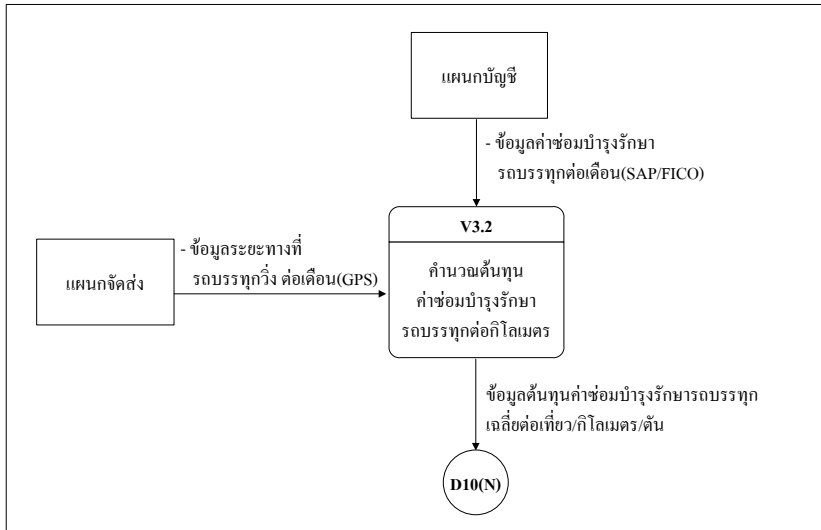 แผนกบัญชี
- ข้อมูลค่าซ่อมบำรุงรักษา
รถบรรทุกต่อเดือน(SAP/FICO)
V3.2
- ข้อมูลระยะทางที่
รถบรรทุกวิ่ง ต่อเดือน(GPS)
แผนกจัดส่ง
คำนวณต้นทุน
ค่าซ่อมบำรุงรักษา
รถบรรทุกต่อกิโลเมตร
ข้อมูลต้นทุนค่าซ่อมบำรุงรักษารถบรรทุก
เฉลี่ยต่อเที่ยว/กิโลเมตร/ตัน
D10(N)